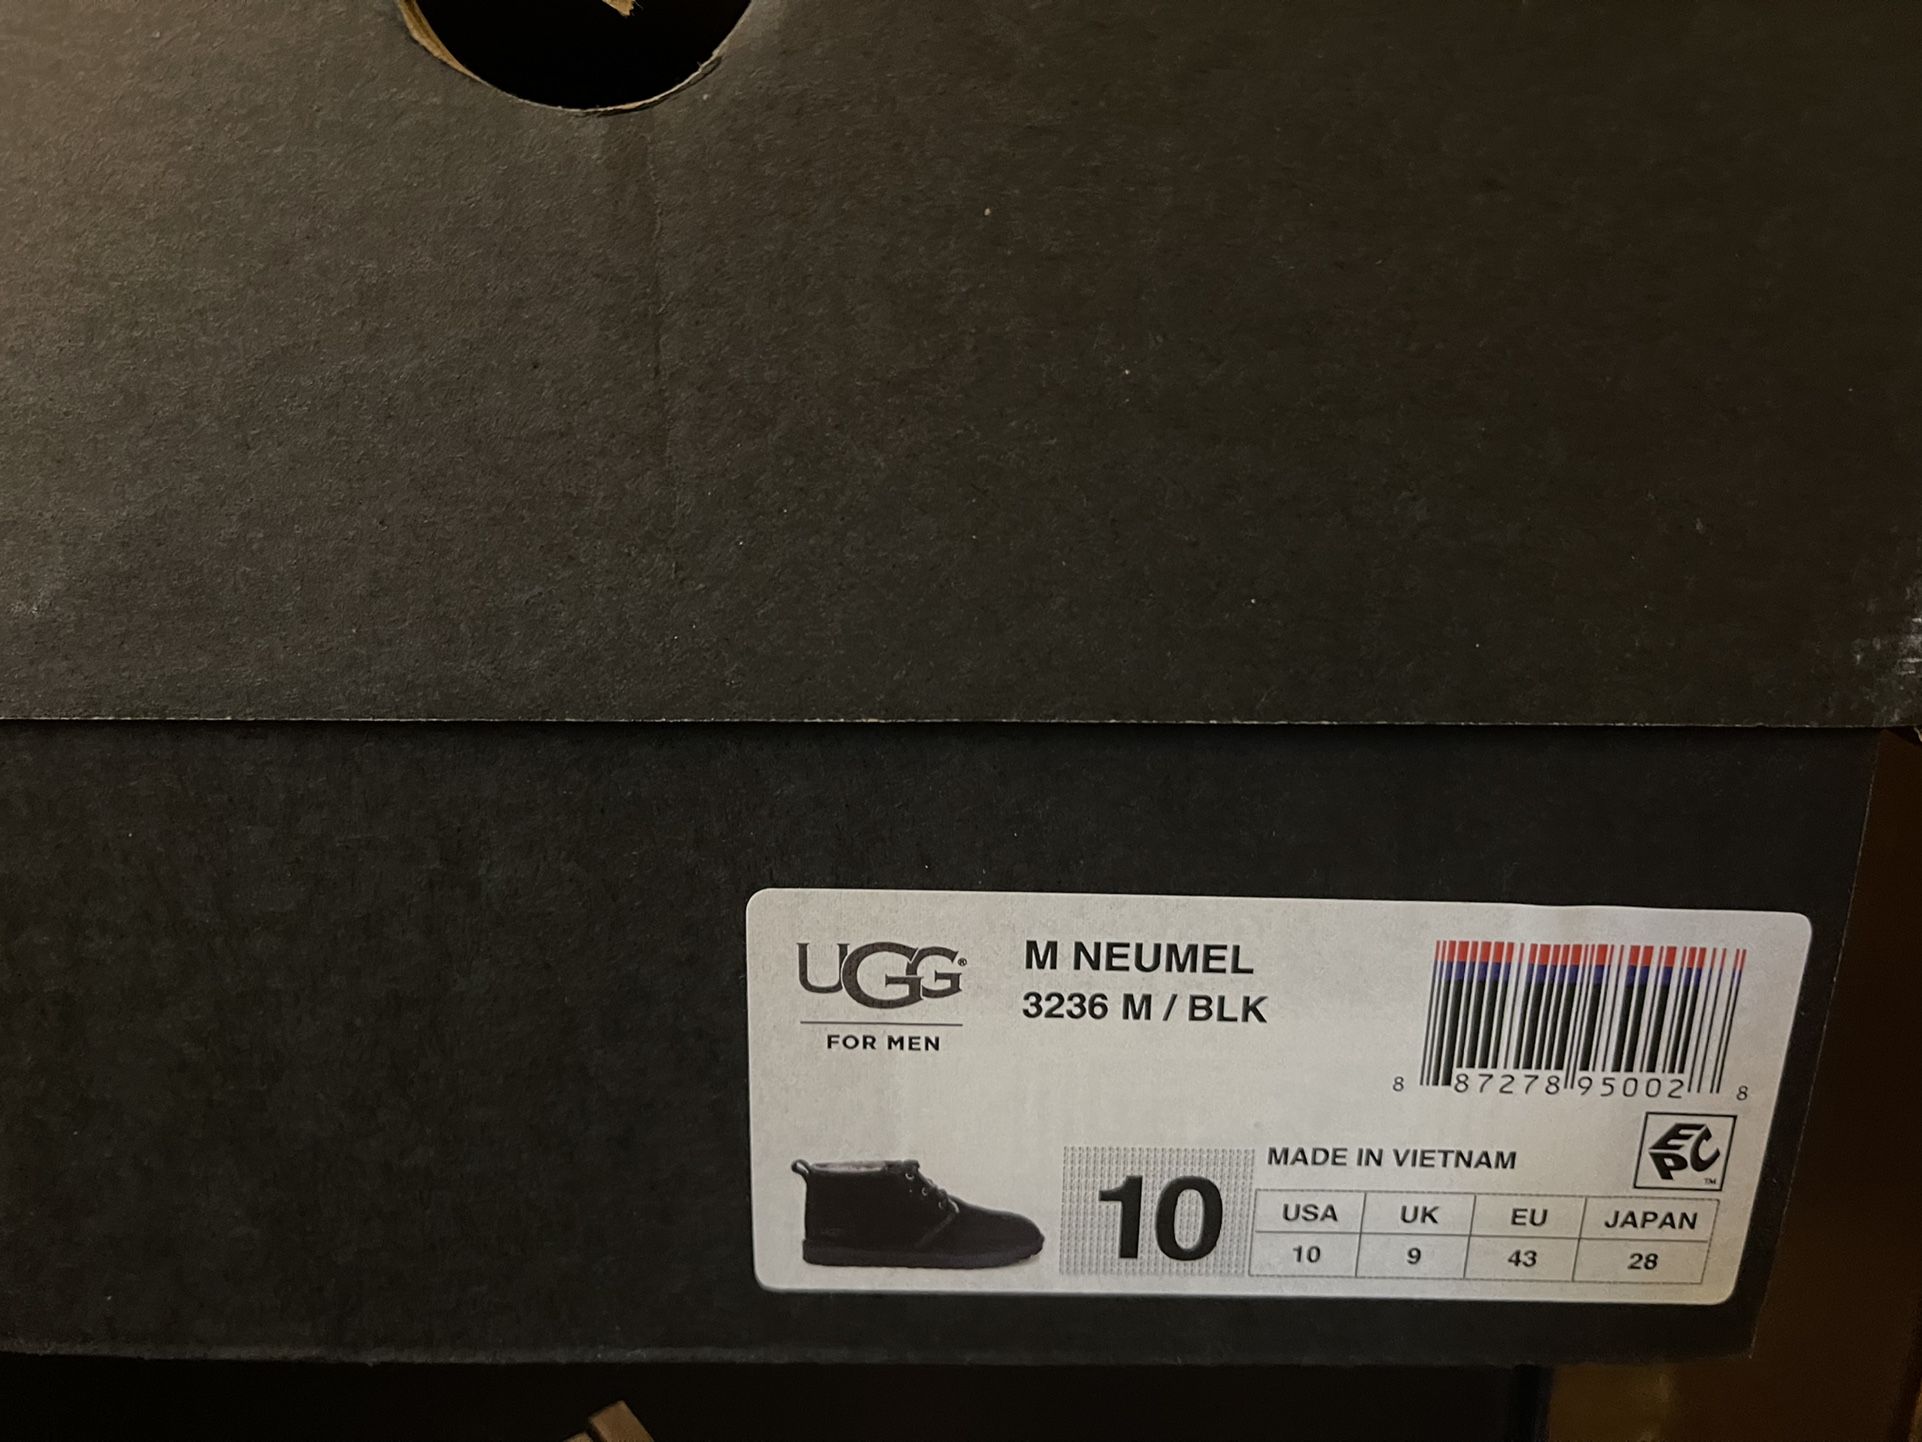 UGG®
FOR MEN
M NEUMEL
3236 M / BLK
8 87278 95002 8
MADE IN VIETNAM
EPC™
10
USA UK EU JAPAN
10 9 43 28